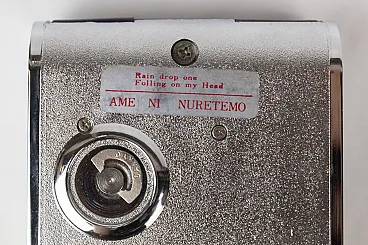 Rain drop one
Folling on my Head
AME NI NURETEMO